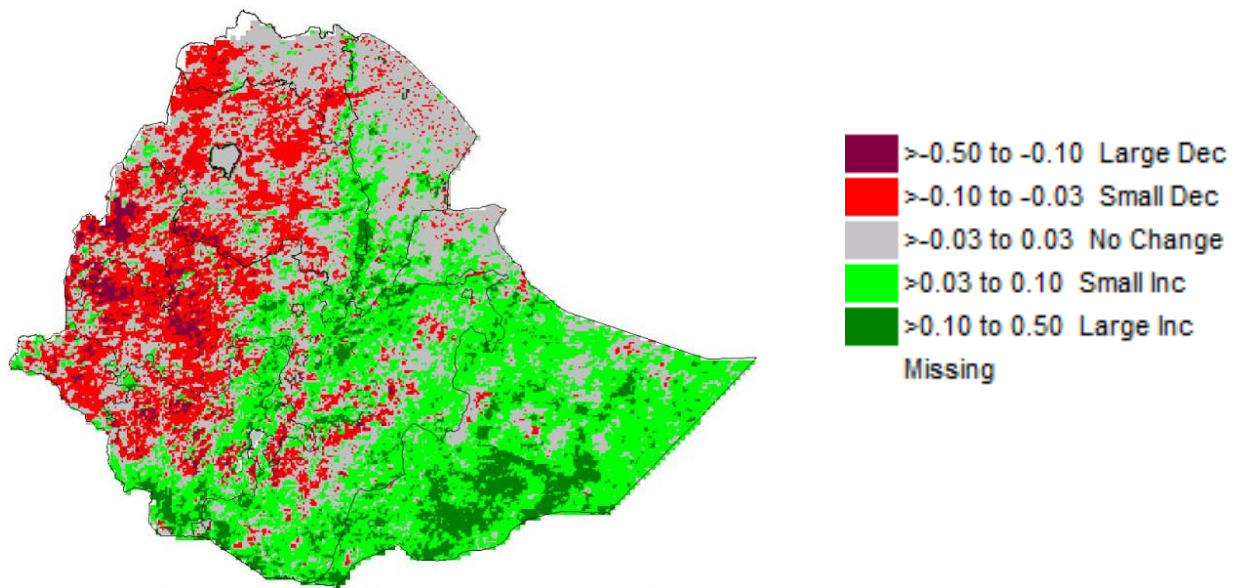 >-0.50 to -0.10 Large Dec
>-0.10 to -0.03 Small Dec
>-0.03 to 0.03 No Change
>0.03 to 0.10 Small Inc
>0.10 to 0.50 Large Inc
Missing